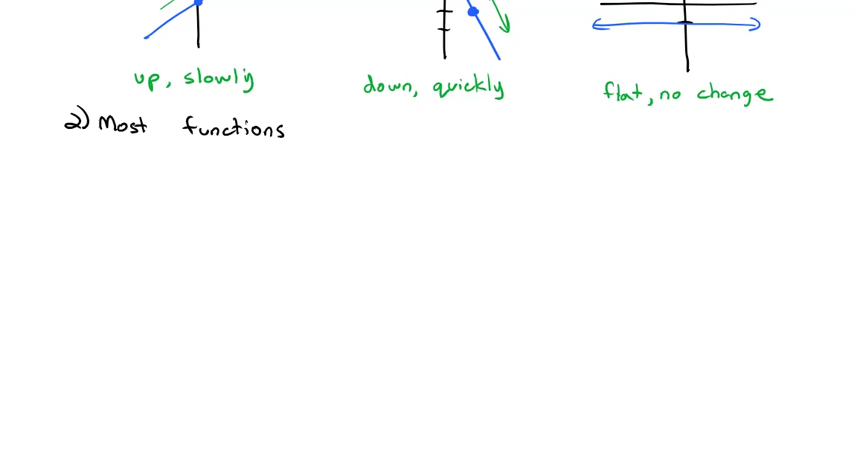 up, slowly
down, quickly
flat, no change
2) Most functions